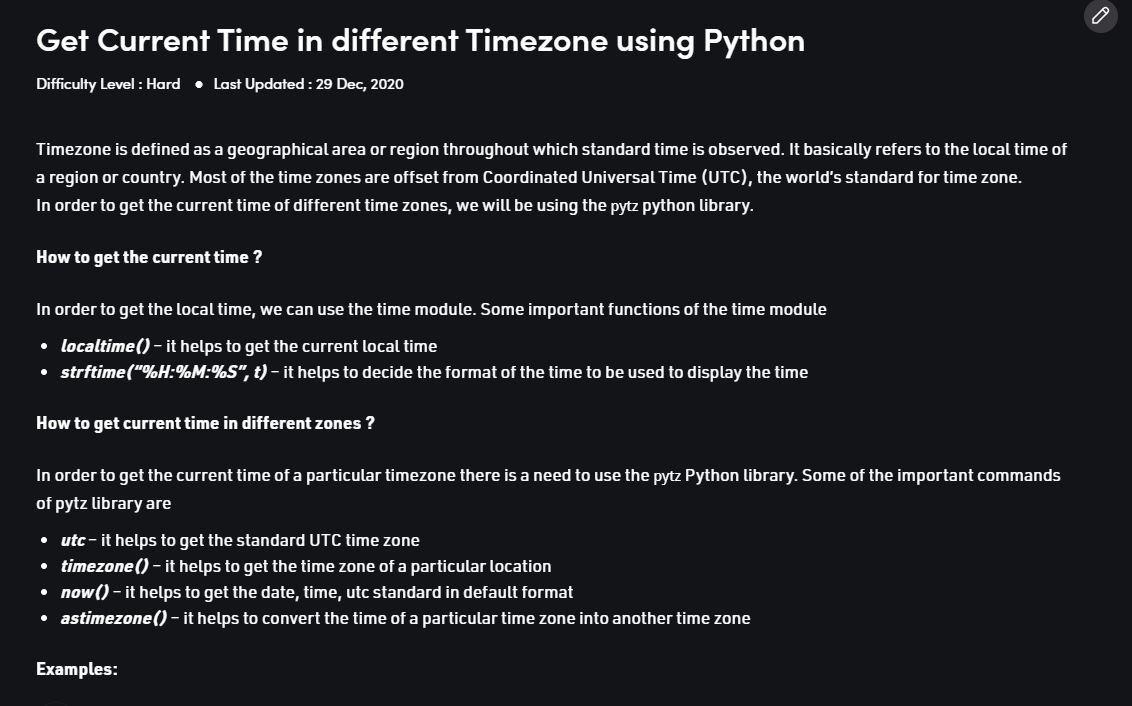 Get Current Time in different Timezone using Python
Difficulty Level : Hard ● Last Updated : 29 Dec, 2020
Timezone is defined as a geographical area or region throughout which standard time is observed. It basically refers to the local time of
a region or country. Most of the time zones are offset from Coordinated Universal Time (UTC), the world’s standard for time zone.
In order to get the current time of different time zones, we will be using the pytz python library.
How to get the current time ?
In order to get the local time, we can use the time module. Some important functions of the time module
• localtime() – it helps to get the current local time
• strftime(“%H:%M:%S”, t) – it helps to decide the format of the time to be used to display the time
How to get current time in different zones ?
In order to get the current time of a particular timezone there is a need to use the pytz Python library. Some of the important commands
of pytz library are
• utc – it helps to get the standard UTC time zone
• timezone() – it helps to get the time zone of a particular location
• now() – it helps to get the date, time, utc standard in default format
• astimezone() – it helps to convert the time of a particular time zone into another time zone
Examples: